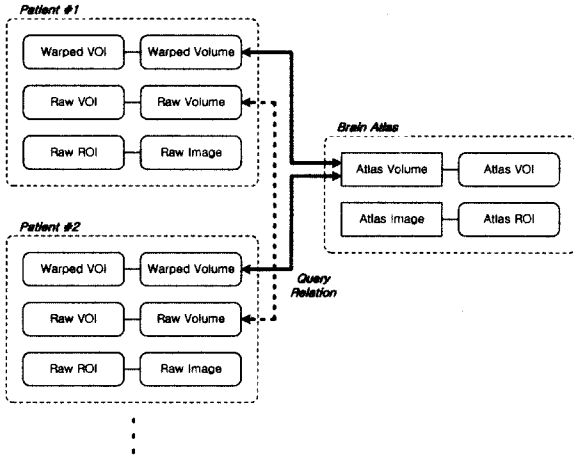 Patient #1
Warped VOI
Warped Volume
Raw VOI
Raw Volume
Raw ROI
Raw Image
Brain Atlas
Atlas Volume
Atlas VOI
Atlas Image
Atlas ROI
Patient #2
Warped VOI
Warped Volume
Raw VOI
Raw Volume
Raw ROI
Raw Image
Query
Relation